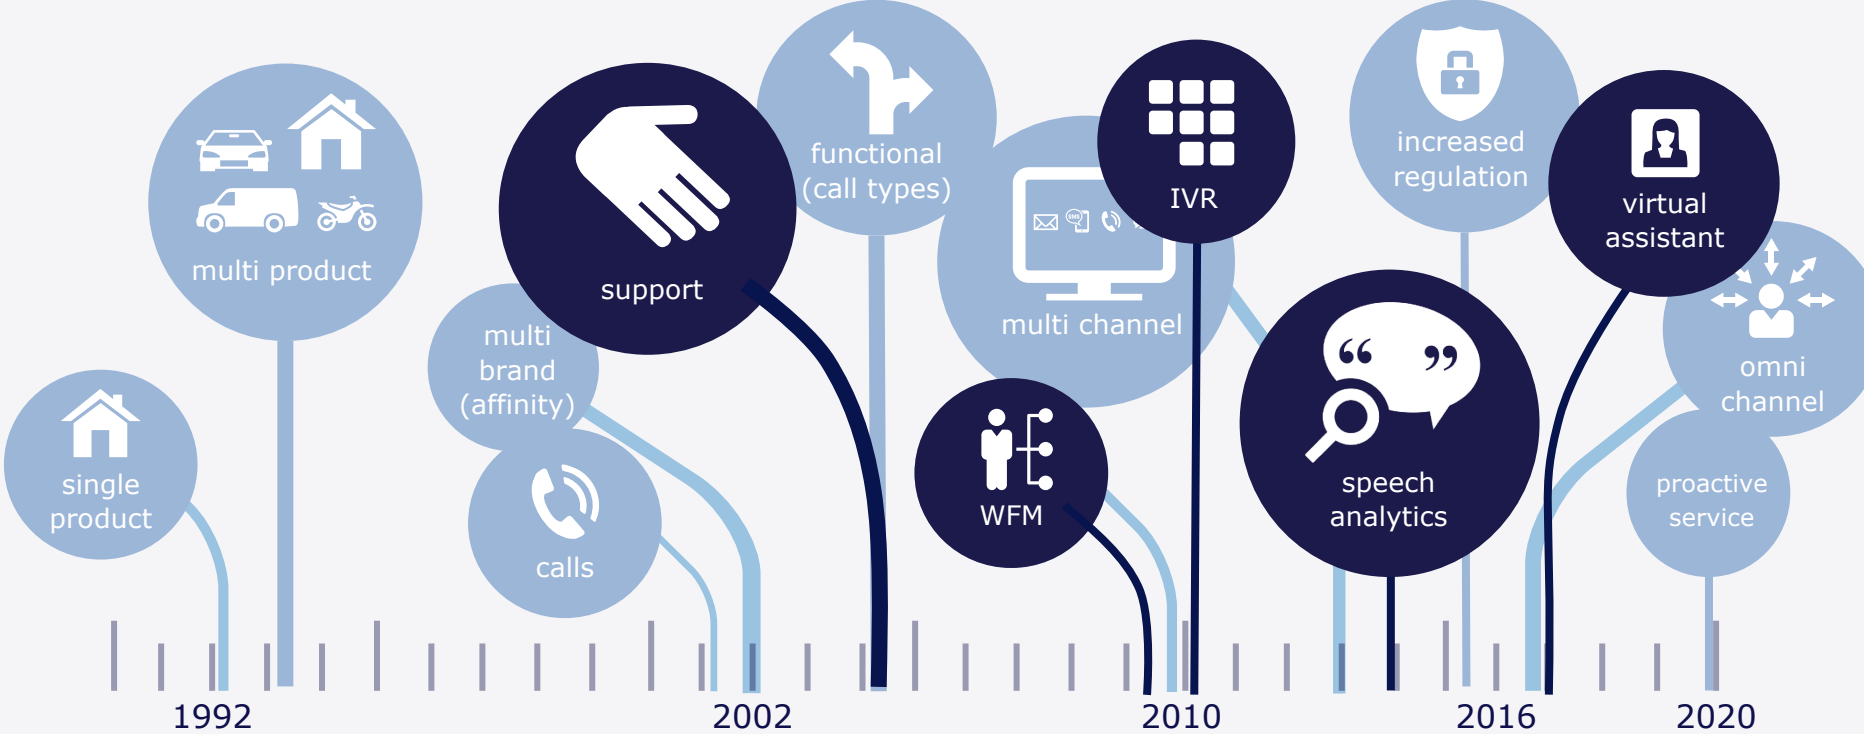 multi product
single
product
multi
brand
(affinity)
calls
support
functional
(call types)
SMS
multi channel
WFM
IVR
increased
regulation
speech
analytics
virtual
assistant
omni
channel
proactive
service
1992
2002
2010
2016
2020